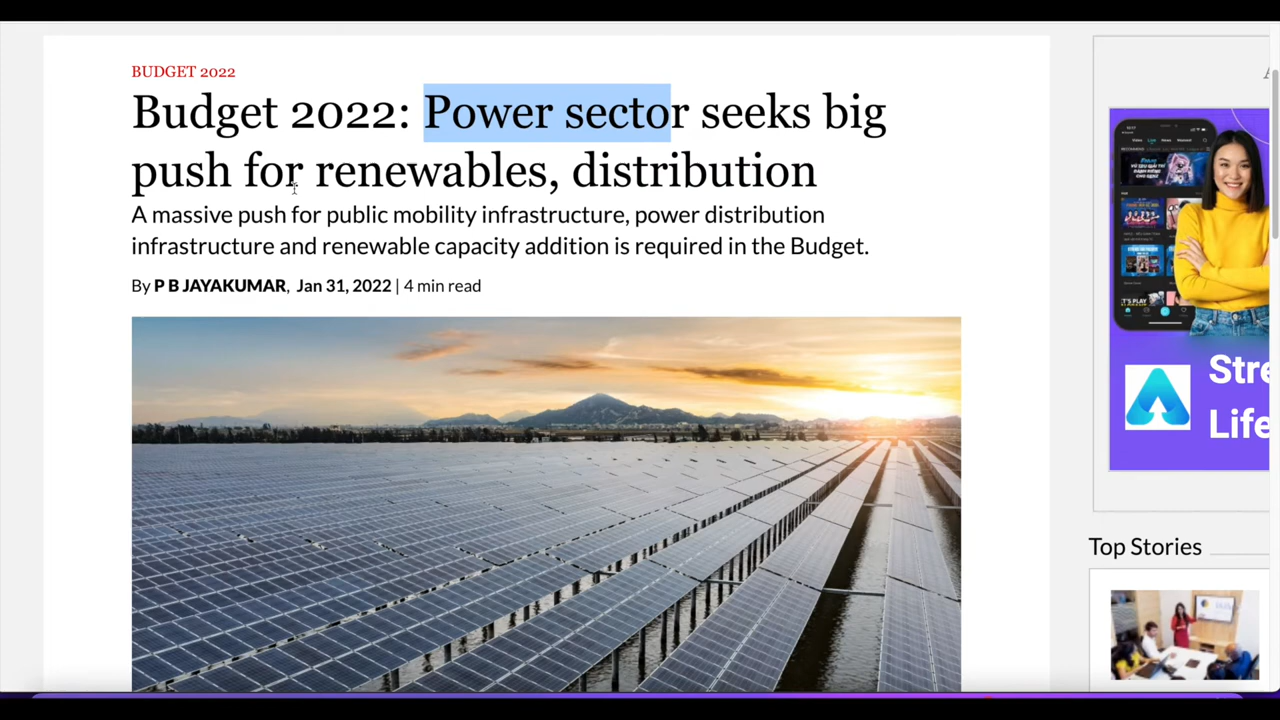 BUDGET 2022
Budget 2022: Power sector seeks big
push for renewables, distribution
A massive push for public mobility infrastructure, power distribution
infrastructure and renewable capacity addition is required in the Budget.
By P B JAYAKUMAR, Jan 31, 2022 | 4 min read
Stre
Life
Top Stories